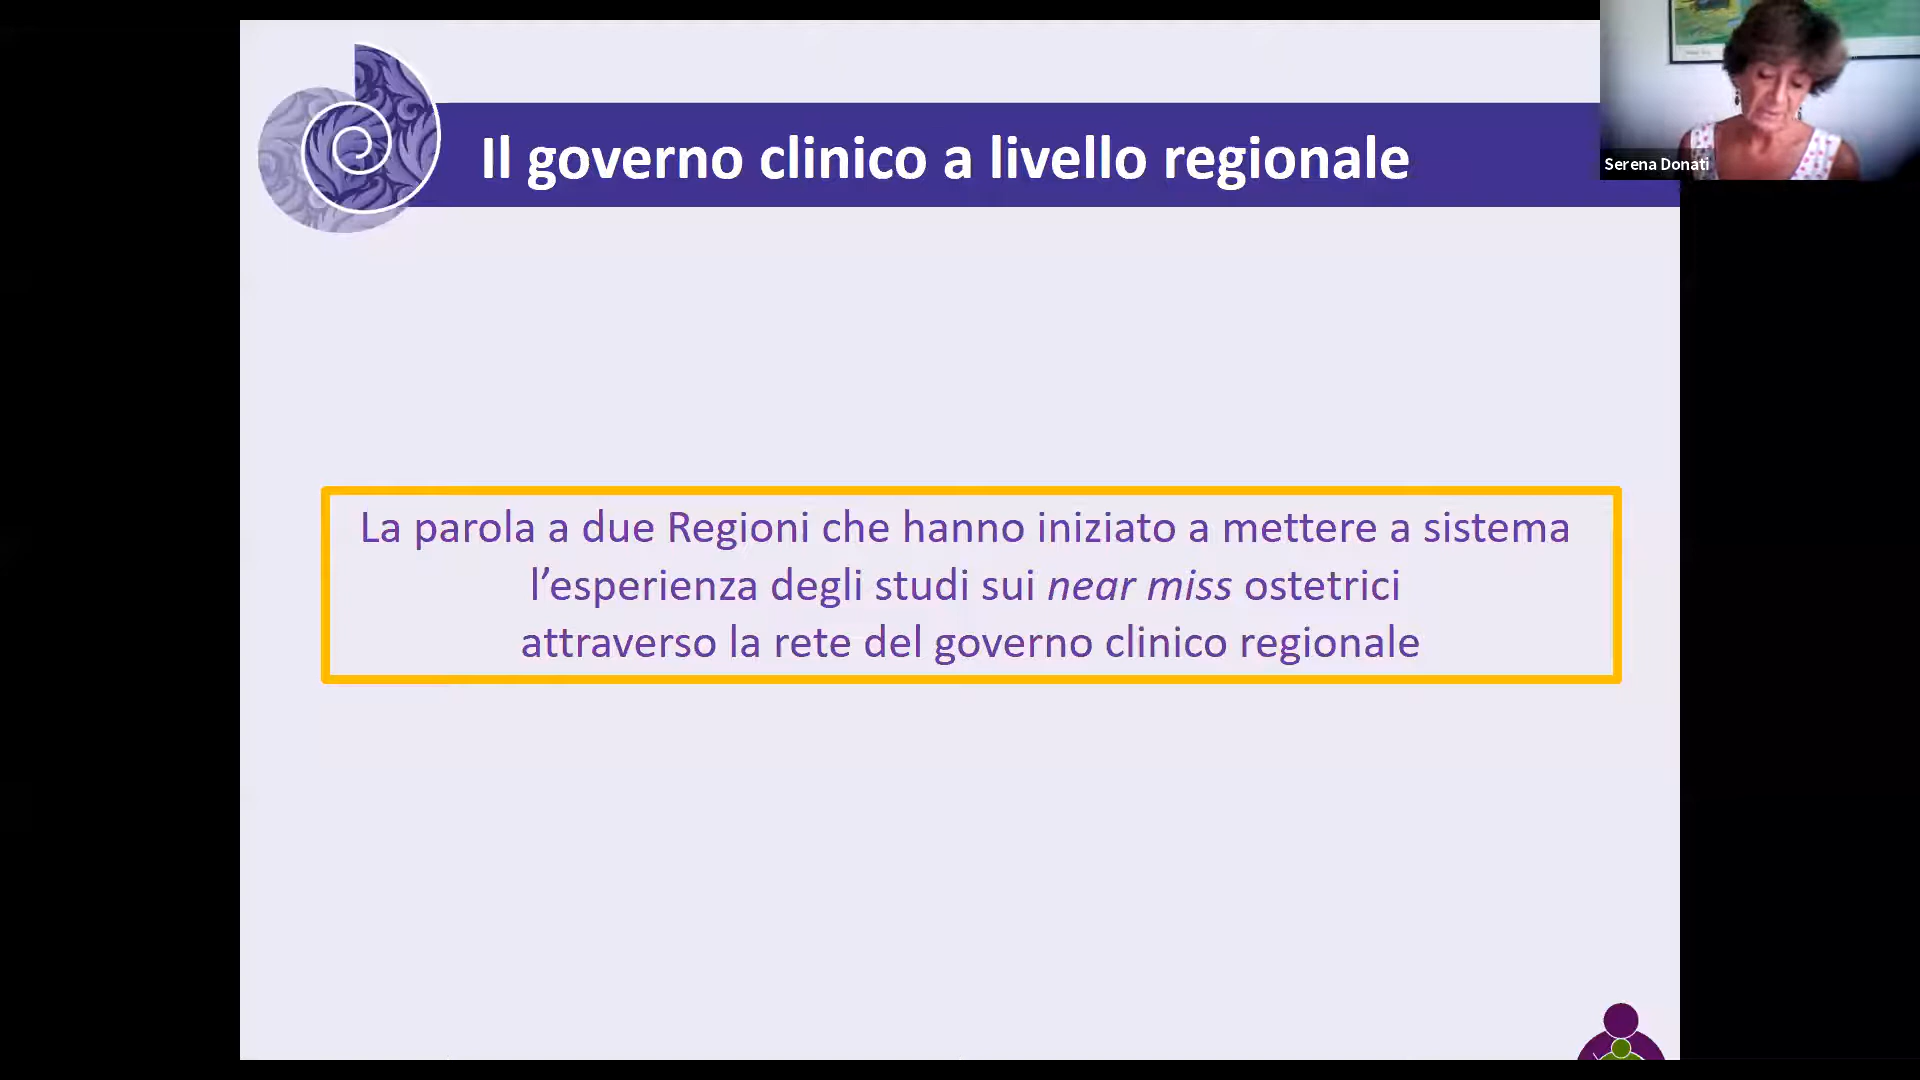 Il governo clinico a livello regionale
Serena Donati
La parola a due Regioni che hanno iniziato a mettere a sistema
l’esperienza degli studi sui near miss ostetrici
attraverso la rete del governo clinico regionale